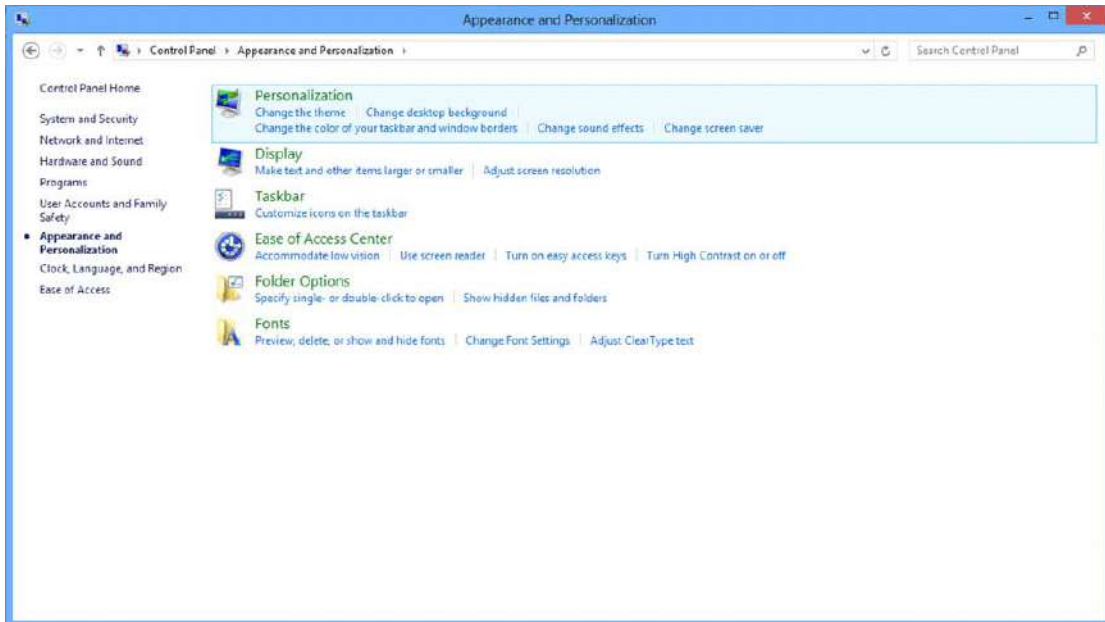 Appearance and Personalization
Control Panel Appearance and Personalization
Search Control Panel
Control Panel Home
System and Security
Network and Internet
Hardware and Sound
Programs
User Accounts and Family
Safety
Appearance and
Personalization
Clock, Language, and Region
Ease of Access
Personalization
Change the theme Change desktop background
Change the color of your taskbar and window borders Change sound effects Change screen saver
Display
Make text and other items larger or smaller Adjust screen resolution
Taskbar
Customize icons on the taskbar
Ease of Access Center
Accommodate low vision Use screen reader Turn on easy access keys Turn High Contrast on or off
Folder Options
Specify single- or double-click to open Show hidden files and folders
Fonts
Preview, delete, or show and hide fonts Change Font Settings Adjust ClearType text